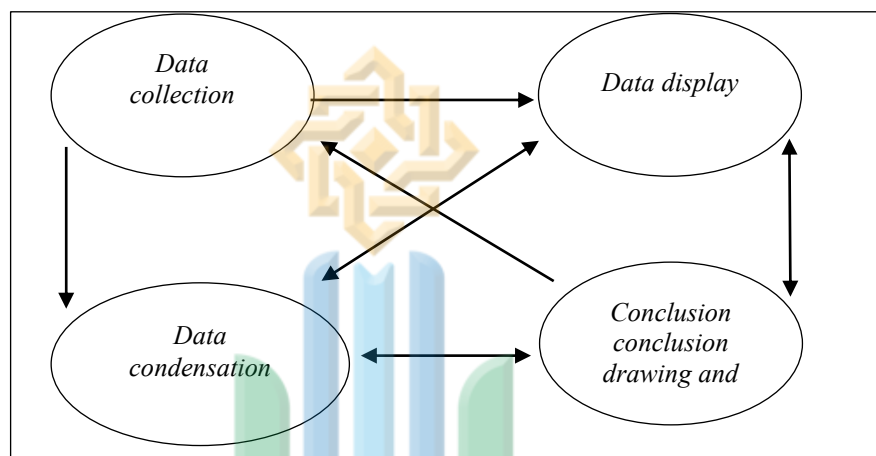 Data
collection
Data display
Data
condensation
Conclusion
conclusion
drawing and